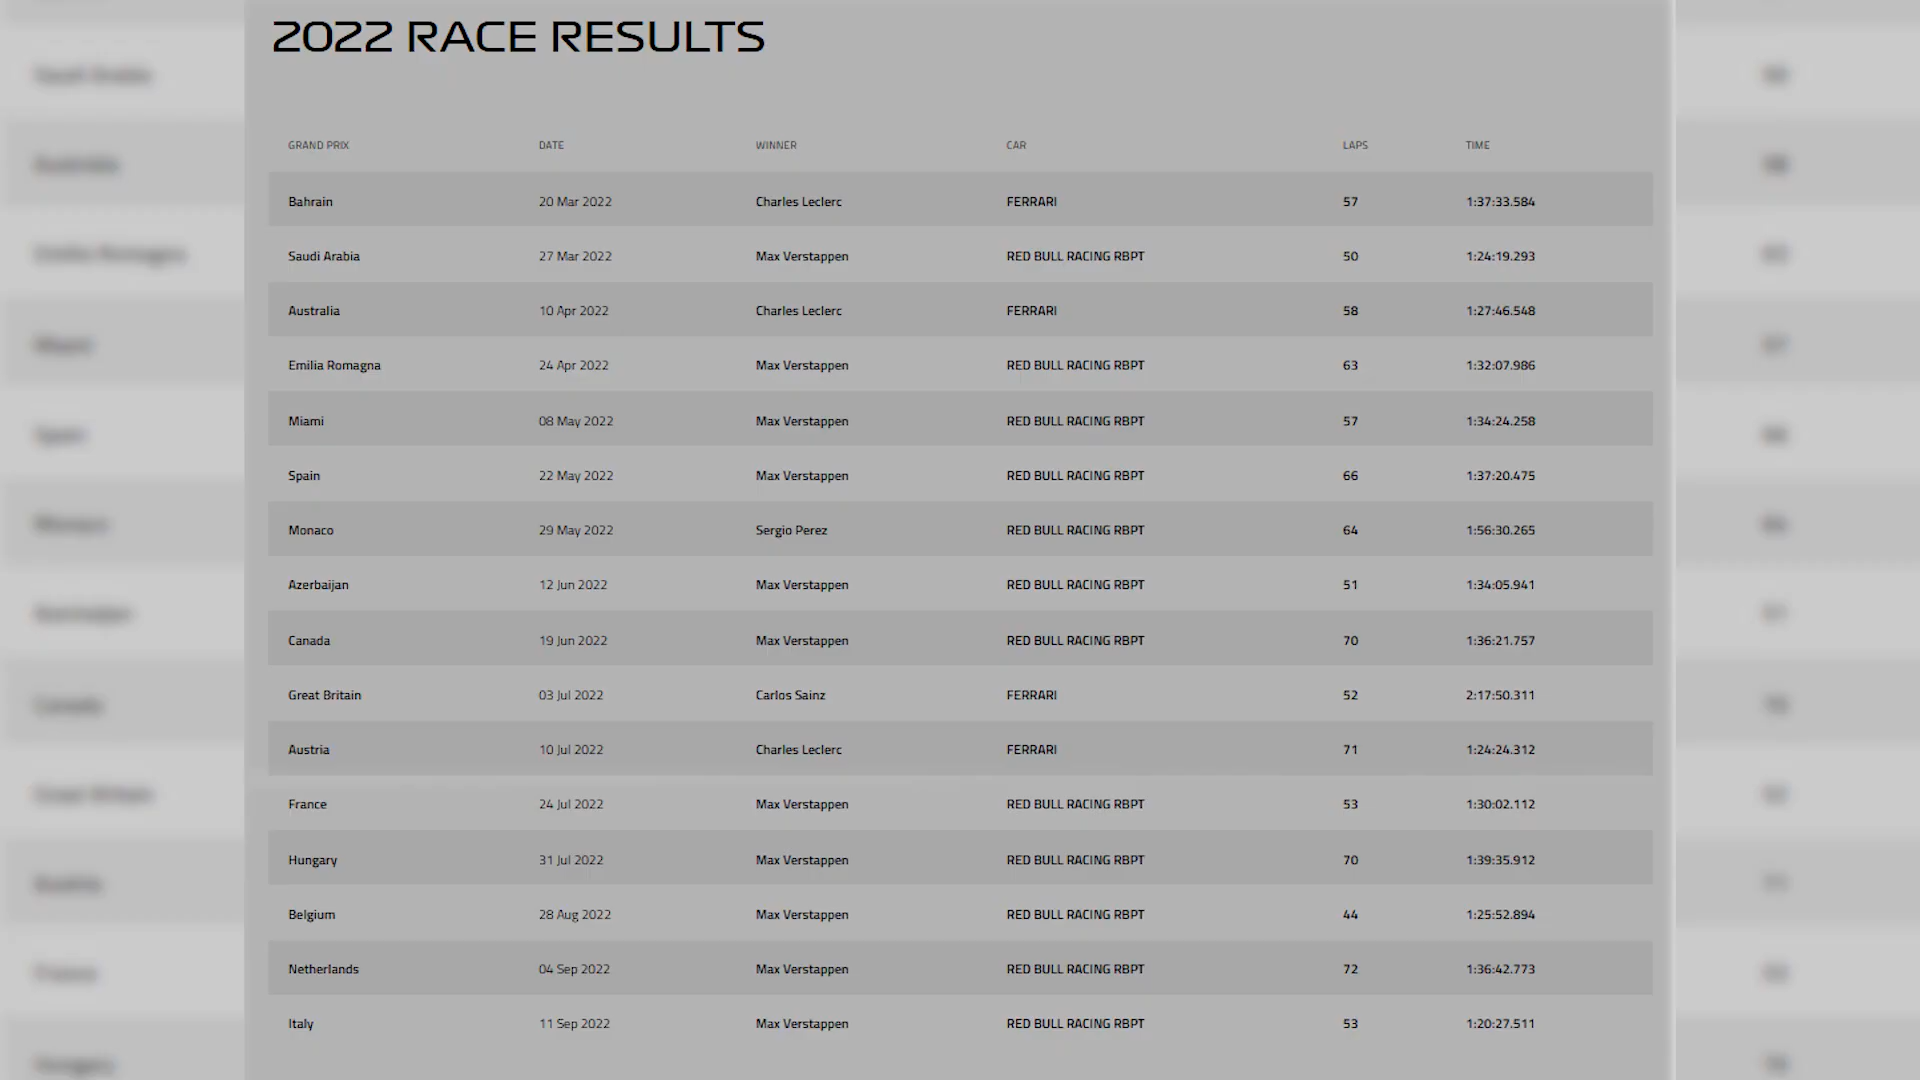 2022 RACE RESULTS
GRAND PRIX DATE WINNER CAR LAPS TIME
Bahrain 20 Mar 2022 Charles Leclerc FERRARI 57 1:37:33.584
Saudi Arabia 27 Mar 2022 Max Verstappen RED BULL RACING RBPT 50 1:24:19.293
Australia 10 Apr 2022 Charles Leclerc FERRARI 58 1:27:46.548
Emilia Romagna 24 Apr 2022 Max Verstappen RED BULL RACING RBPT 63 1:32:07.986
Miami 08 May 2022 Max Verstappen RED BULL RACING RBPT 57 1:34:24.258
Spain 22 May 2022 Max Verstappen RED BULL RACING RBPT 66 1:37:20.475
Monaco 29 May 2022 Sergio Perez RED BULL RACING RBPT 64 1:56:30.265
Azerbaijan 12 Jun 2022 Max Verstappen RED BULL RACING RBPT 51 1:34:05.941
Canada 19 Jun 2022 Max Verstappen RED BULL RACING RBPT 70 1:36:21.757
Great Britain 03 Jul 2022 Carlos Sainz FERRARI 52 2:17:50.311
Austria 10 Jul 2022 Charles Leclerc FERRARI 71 1:24:24.312
France 24 Jul 2022 Max Verstappen RED BULL RACING RBPT 53 1:30:02.112
Hungary 31 Jul 2022 Max Verstappen RED BULL RACING RBPT 70 1:39:35.912
Belgium 28 Aug 2022 Max Verstappen RED BULL RACING RBPT 44 1:25:52.894
Netherlands 04 Sep 2022 Max Verstappen RED BULL RACING RBPT 72 1:36:42.773
Italy 11 Sep 2022 Max Verstappen RED BULL RACING RBPT 53 1:20:27.511